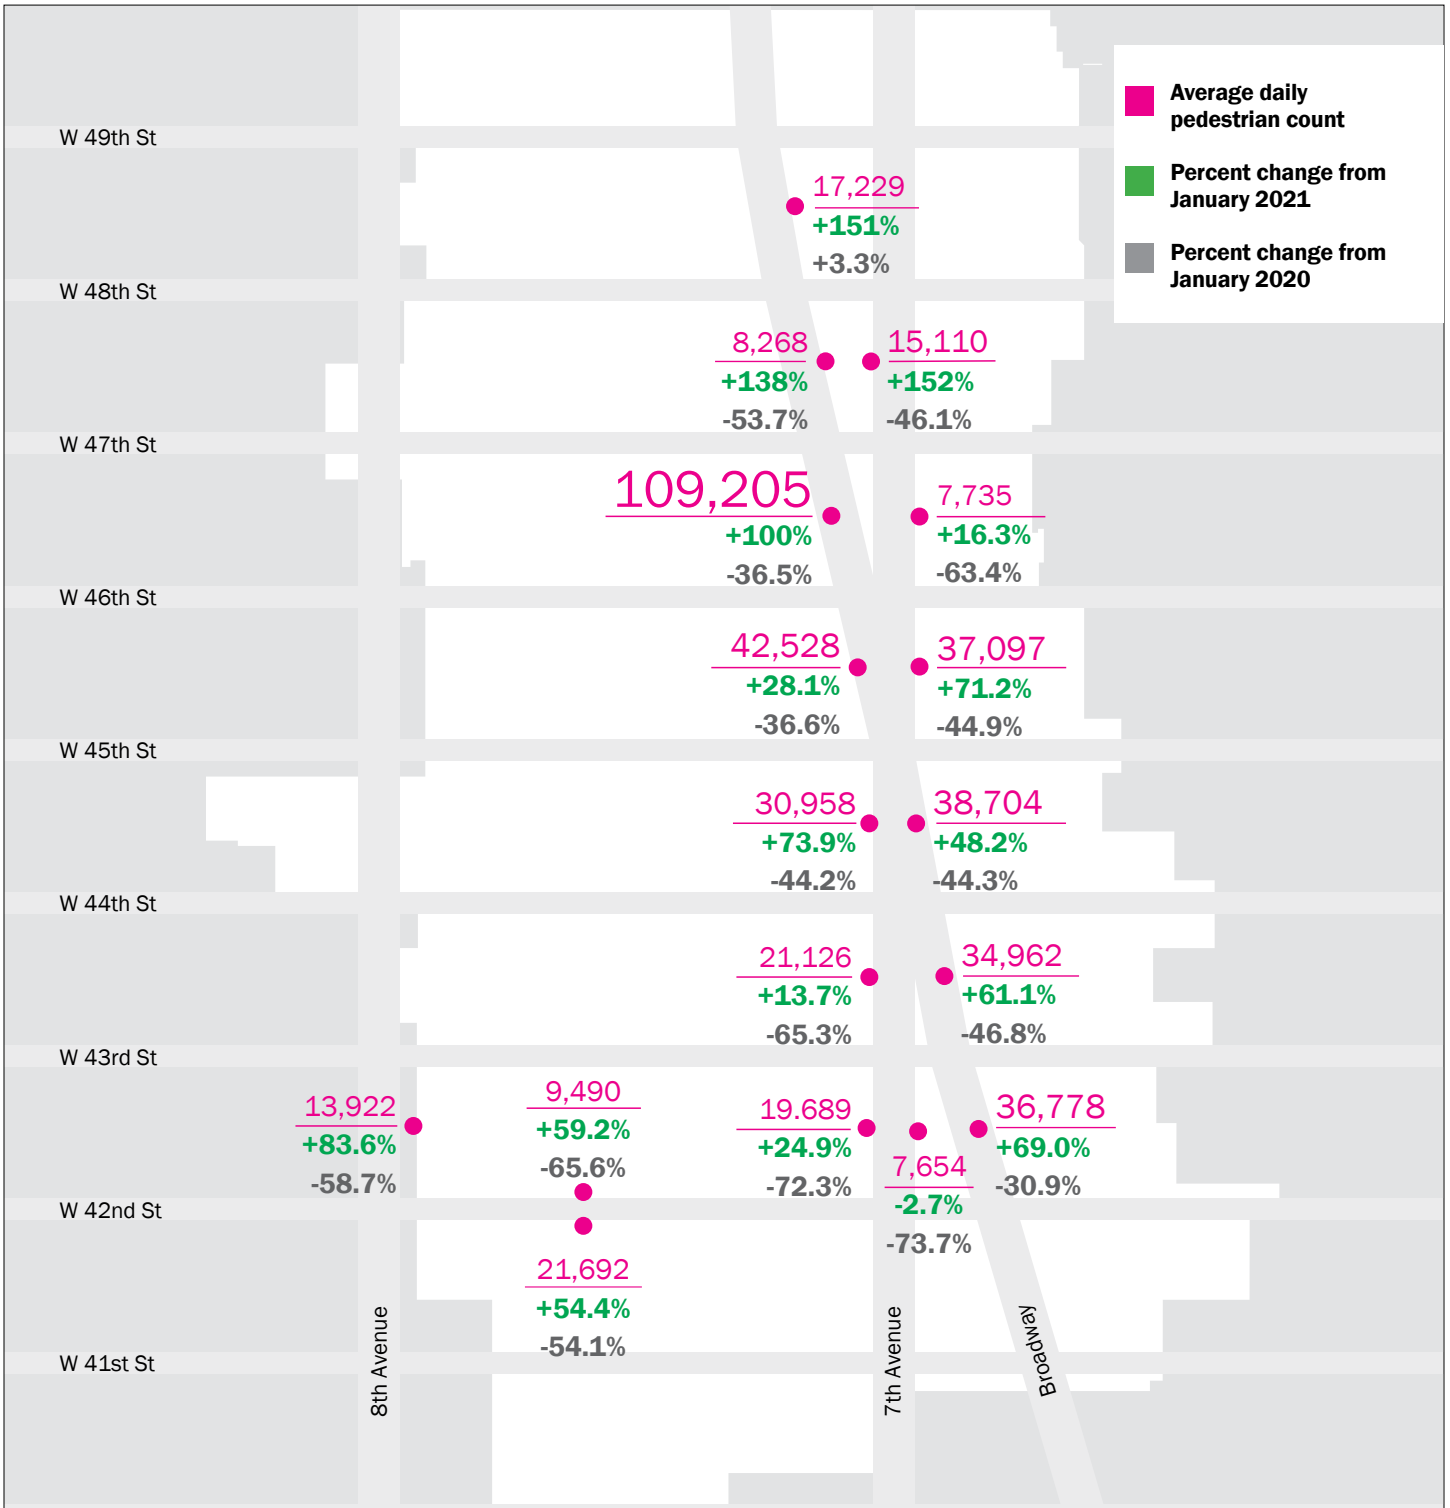 Average daily
pedestrian count
Percent change from
January 2021
Percent change from
January 2020
W 49th St
17,229
+151%
+3.3%
W 48th St
8,268
+138%
-53.7%
15,110
+152%
-46.1%
W 47th St
109,205
+100%
-36.5%
7,735
+16.3%
-63.4%
W 46th St
42,528
+28.1%
-36.6%
37,097
+71.2%
-44.9%
W 45th St
30,958
+73.9%
-44.2%
38,704
+48.2%
-44.3%
W 44th St
21,126
+13.7%
-65.3%
34,962
+61.1%
-46.8%
W 43rd St
13,922
+83.6%
-58.7%
9,490
+59.2%
-65.6%
19.689
+24.9%
-72.3%
7,654
-2.7%
-73.7%
36,778
+69.0%
-30.9%
W 42nd St
21,692
+54.4%
-54.1%
W 41st St
8th Avenue
7th Avenue
Broadway